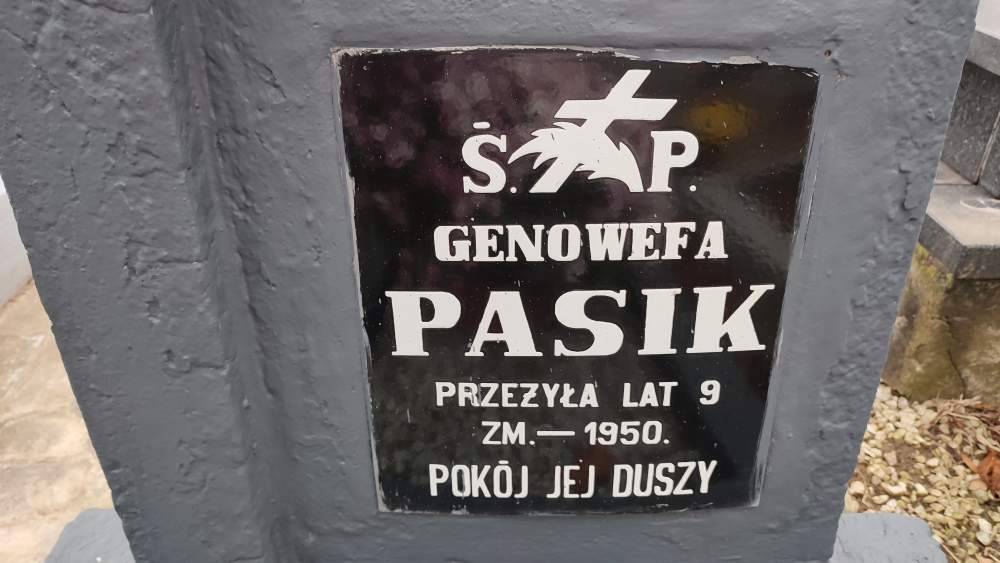 Ś. P.
GENOWEFA
PASIK
PRZEŻYŁA LAT 9
ZM. — 1950.
POKÓJ JEJ DUSZY